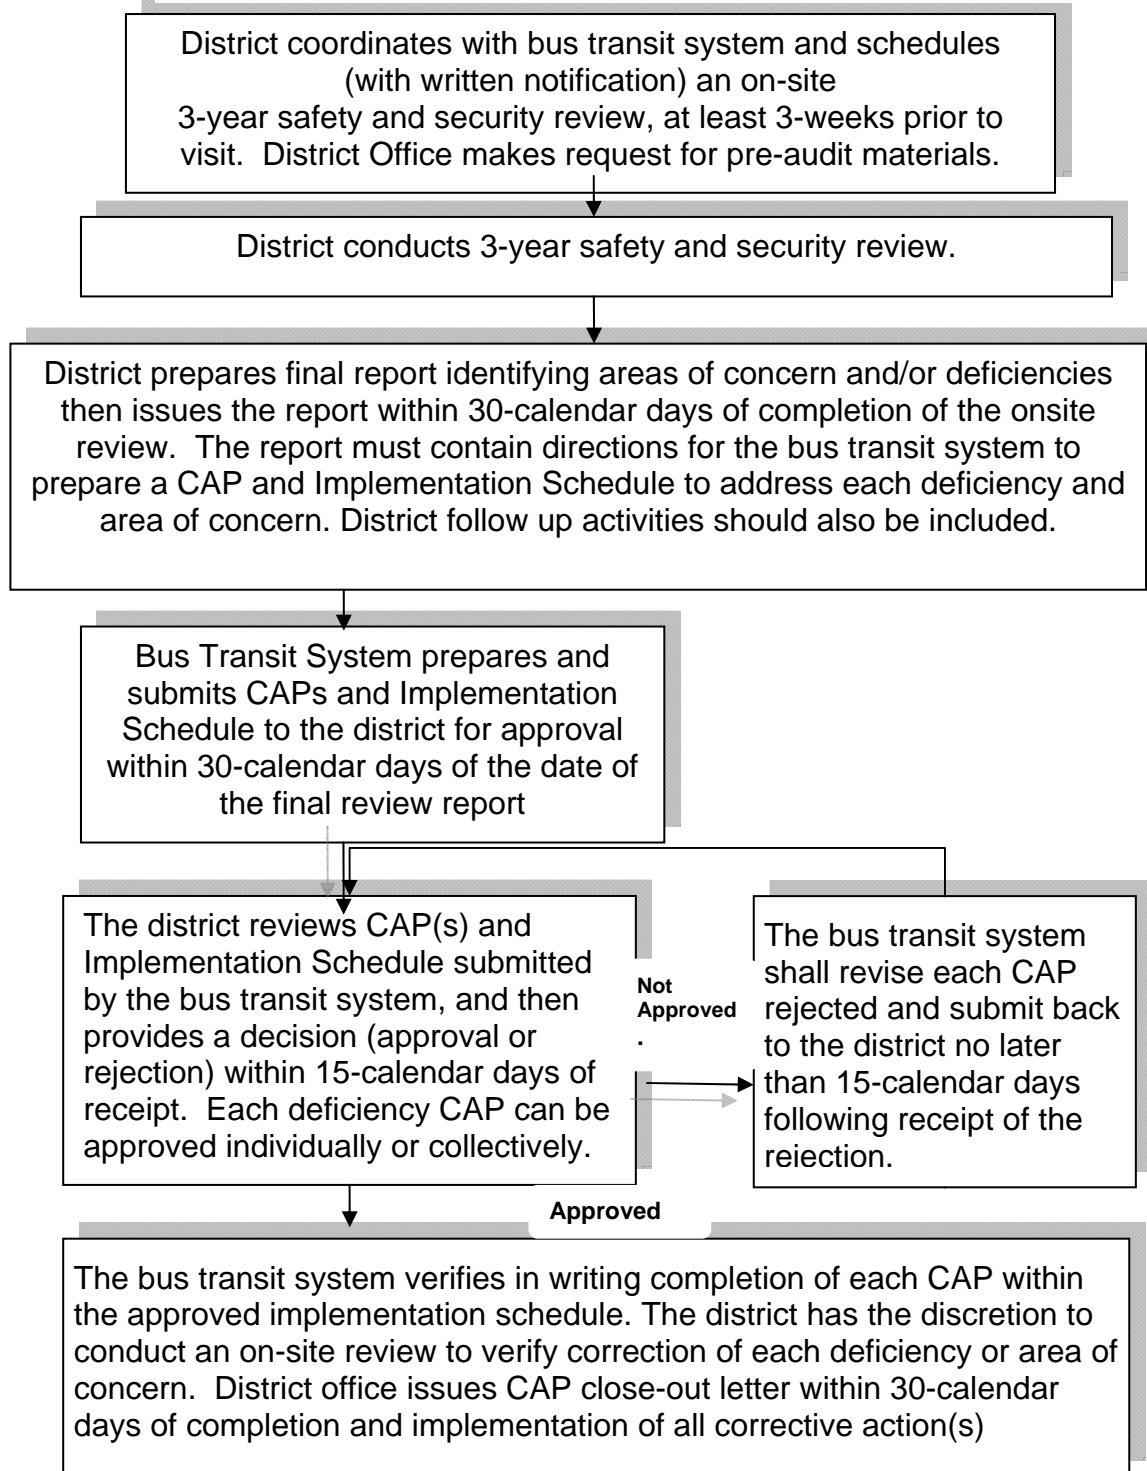 District coordinates with bus transit system and schedules
(with written notification) an on-site
3-year safety and security review, at least 3-weeks prior to
visit.  District Office makes request for pre-audit materials.
District conducts 3-year safety and security review.
District prepares final report identifying areas of concern and/or deficiencies
then issues the report within 30-calendar days of completion of the onsite
review.  The report must contain directions for the bus transit system to
prepare a CAP and Implementation Schedule to address each deficiency and
area of concern. District follow up activities should also be included.
Bus Transit System prepares and
submits CAPs and Implementation
Schedule to the district for approval
within 30-calendar days of the date of
the final review report
The district reviews CAP(s) and
Implementation Schedule submitted
by the bus transit system, and then
provides a decision (approval or
rejection) within 15-calendar days of
receipt.  Each deficiency CAP can be
approved individually or collectively.
Not
Approved
.
The bus transit system
shall revise each CAP
rejected and submit back
to the district no later
than 15-calendar days
following receipt of the
rejection.
Approved
The bus transit system verifies in writing completion of each CAP within
the approved implementation schedule. The district has the discretion to
conduct an on-site review to verify correction of each deficiency or area of
concern.  District office issues CAP close-out letter within 30-calendar
days of completion and implementation of all corrective action(s)